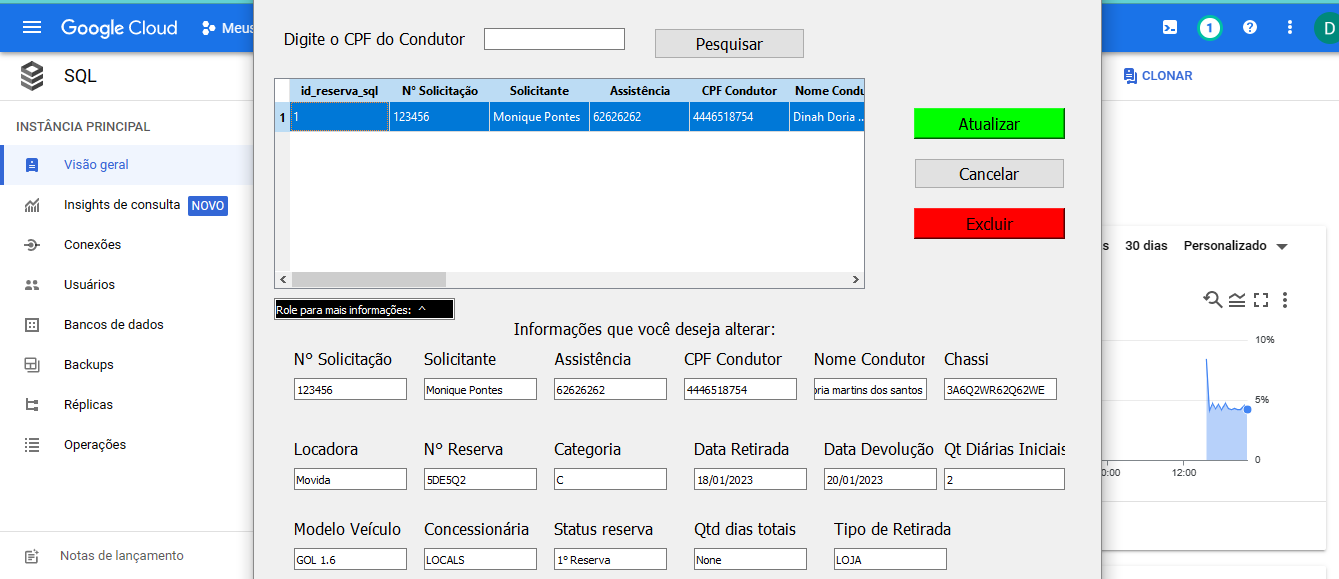 Google Cloud
Meus
1
D
SQL
CLONAR
INSTÂNCIA PRINCIPAL
Visão geral
Insights de consulta NOVO
Conexões
Usuários
Bancos de dados
Backups
Réplicas
Operações
Notas de lançamento
Digite o CPF do Condutor
Pesquisar
id_reserva_sql N° Solicitação Solicitante Assistência CPF Condutor Nome Condu
1 1 123456 Monique Pontes 62626262 4446518754 Dinah Doria ...
Atualizar
Cancelar
Excluir
Role para mais informações: ^
Informações que você deseja alterar:
N° Solicitação Solicitante Assistência CPF Condutor Nome Condutor Chassi
123456 Monique Pontes 62626262 4446518754 oria martins dos santos 3A6Q2WR62Q62WE
Locadora N° Reserva Categoria Data Retirada Data Devolução Qt Diárias Iniciais
Movida 5DE5Q2 C 18/01/2023 20/01/2023 2
Modelo Veículo Concessionária Status reserva Qtd dias totais Tipo de Retirada
GOL 1.6 LOCALS 1º Reserva None LOJA
s 30 dias Personalizado
10%
5%
0
0:00 12:00